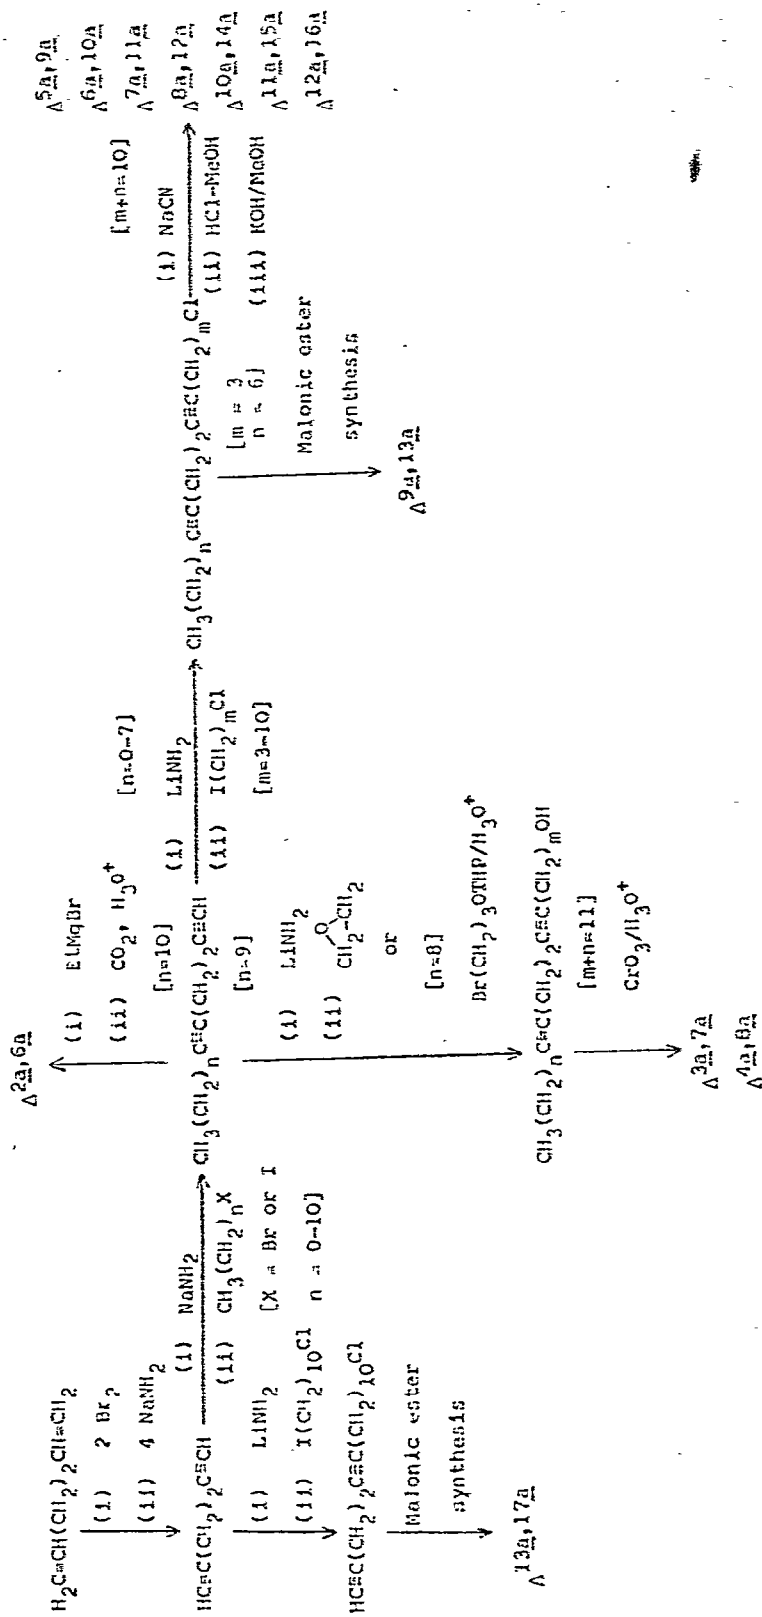 H₂C=CH(CH₂)₂CH=CH₂
(i) 2 Br₂
(ii) 4 NaNH₂
HC≡C(CH₂)₂C≡CH
(i) NaNH₂
(ii) CH₃(CH₂)ₙX
[X = Br or I
n = 0-10]
(i) LiNH₂
(ii) I(CH₂)₁₀Cl
HC≡C(CH₂)₂C≡C(CH₂)₁₀Cl
Malonic ester
synthesis
Δ13a,17a
Δ2a,6a
(i) EtMgBr
(ii) CO₂, H₃O⁺
[n=10]
CH₃(CH₂)ₙC≡C(CH₂)₂C≡CH
[n=9]
(i) LiNH₂
(ii) CH₂-CH₂
O
or
[n=8]
Br(CH₂)₃OTHP/H₃O⁺
CH₃(CH₂)ₙC≡C(CH₂)₂C≡C(CH₂)ₘOH
[m+n=11]
CrO₃/H₃O⁺
Δ3a,7a
Δ4a,8a
[n=0-7]
(i) LiNH₂
(ii) I(CH₂)ₘCl
[m=3-10]
CH₃(CH₂)ₙC≡C(CH₂)₂C≡C(CH₂)ₘCl
[m = 3
n = 6]
Malonic ester
synthesis
Δ9a,13a
[m+n=10]
(i) NaCN
(ii) HCl-MeOH
(iii) KOH/MeOH
Δ5a,9a
Δ6a,10a
Δ7a,11a
Δ8a,12a
Δ10a,14a
Δ11a,15a
Δ12a,16a